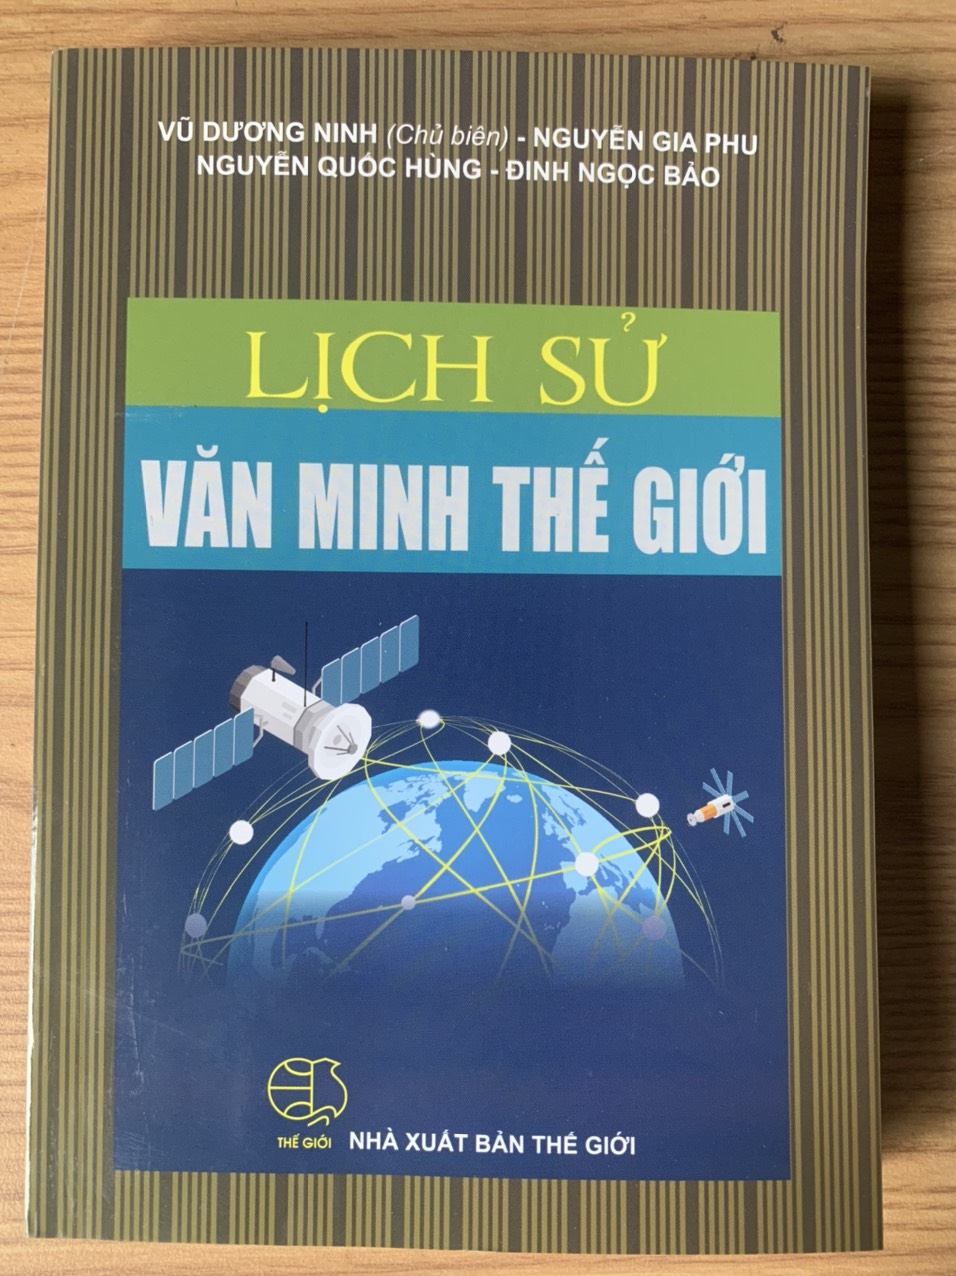 VŨ DƯƠNG NINH (Chủ biên) - NGUYỄN GIA PHU
NGUYỄN QUỐC HÙNG - ĐINH NGỌC BẢO
LỊCH SỬ
VĂN MINH THẾ GIỚI
THẾ GIỚI
NHÀ XUẤT BẢN THẾ GIỚI